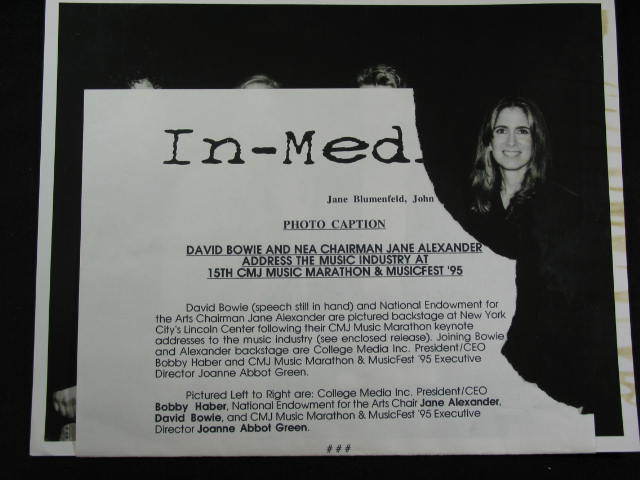 In-Med
Jane Blumenfeld, John
PHOTO CAPTION
DAVID BOWIE AND NEA CHAIRMAN JANE ALEXANDER
ADDRESS THE MUSIC INDUSTRY AT
15TH CMJ MUSIC MARATHON & MUSICFEST '95
David Bowie (speech still in hand) and National Endowment for
the Arts Chairman Jane Alexander are pictured backstage at New York
City's Lincoln Center following their CMJ Music Marathon keynote
addresses to the music industry (see enclosed release). Joining Bowie
and Alexander backstage are College Media Inc. President/CEO
Bobby Haber and CMJ Music Marathon & MusicFest '95 Executive
Director Joanne Abbot Green.
Pictured Left to Right are: College Media Inc. President/CEO
Bobby Haber, National Endowment for the Arts Chair Jane Alexander,
David Bowie, and CMJ Music Marathon & MusicFest '95 Executive
Director Joanne Abbot Green.
###